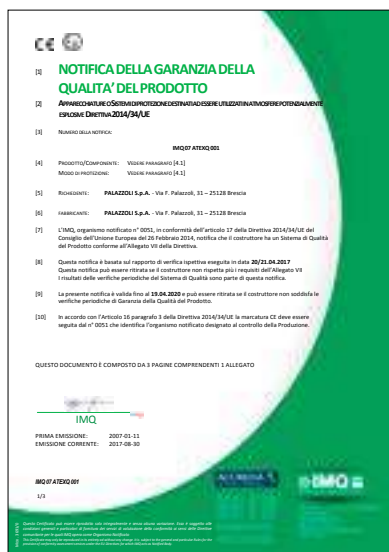 CE
[1] NOTIFICA DELLA GARANZIA DELLA
QUALITA' DEL PRODOTTO
[2] APPARECCHIATURE O SISTEMI DI PROTEZIONE DESTINATI AD ESSERE UTILIZZATI IN ATMOSFERE POTENZIALMENTE
ESPLOSIVE DIRETTIVA 2014/34/UE
[3] NUMERO DELLA NOTIFICA:
IMQ 07 ATEXQ 001
[4] PRODOTTO/COMPONENTE: VEDERE PARAGRAFO [4.1]
MODO DI PROTEZIONE: VEDERE PARAGRAFO [4.1]
[5] RICHIEDENTE: PALAZZOLI S.p.A. - Via F. Palazzoli, 31 – 25128 Brescia
[6] FABBRICANTE: PALAZZOLI S.p.A. - Via F. Palazzoli, 31 – 25128 Brescia
[7] L'IMQ, organismo notificato n° 0051, in conformità dell'articolo 17 della Direttiva 2014/34/UE del
Consiglio dell'Unione Europea del 26 Febbraio 2014, notifica che il costruttore ha un Sistema di Qualità
del Prodotto conforme all'Allegato VII della Direttiva.
[8] Questa notifica è basata sul rapporto di verifica ispettiva eseguita in data 20/21.04.2017
Questa notifica può essere ritirata se il costruttore non rispetta più i requisiti dell'Allegato VII
I risultati delle verifiche periodiche del Sistema di Qualità sono parte di questa notifica.
[9] La presente notifica è valida fino al 19.04.2020 e può essere ritirata se il costruttore non soddisfa le
verifiche periodiche di Garanzia della Qualità del Prodotto.
[10] In accordo con l'Articolo 16 paragrafo 3 della Direttiva 2014/34/UE la marcatura CE deve essere
seguita dal n° 0051 che identifica l'organismo notificato designato al controllo della Produzione.
QUESTO DOCUMENTO È COMPOSTO DA 3 PAGINE COMPRENDENTI 1 ALLEGATO
IMQ
PRIMA EMISSIONE: 2007-01-11
EMISSIONE CORRENTE: 2017-08-30
IMQ 07 ATEXQ 001
1/3
ACCREDIA
IMQ